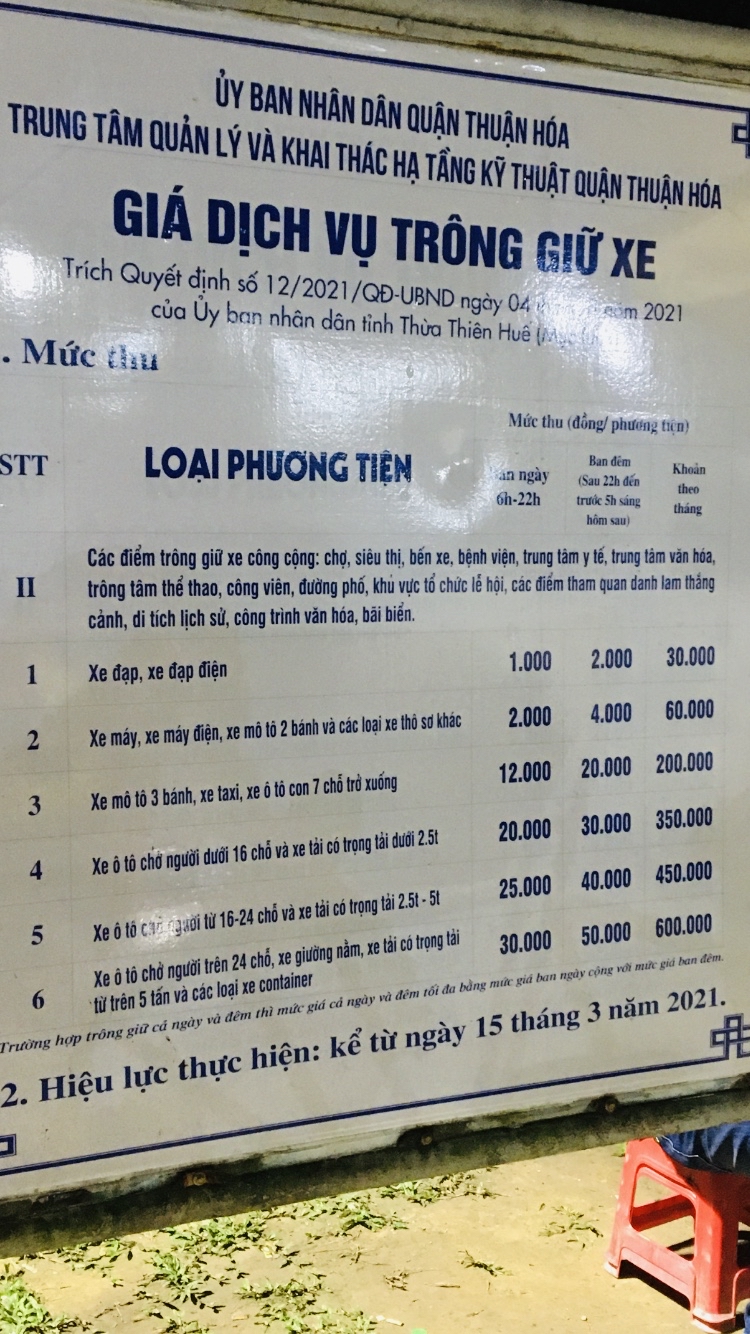 ỦY BAN NHÂN DÂN QUẬN THUẬN HÓA
TRUNG TÂM QUẢN LÝ VÀ KHAI THÁC HẠ TẦNG KỸ THUẬT QUẬN THUẬN HÓA
GIÁ DỊCH VỤ TRÔNG GIỮ XE
Trích Quyết định số 12/2021/QĐ-UBND ngày 04 năm 2021
của Ủy ban nhân dân tỉnh Thừa Thiên Huế
. Mức thu
Mức thu (đồng/ phương tiện)
STT LOẠI PHƯƠNG TIỆN
ngày
6h-22h
Ban đêm
(Sau 22h đến
trước 5h sáng
hôm sau)
Khoán
theo
tháng
II
Các điểm trông giữ xe công cộng: chợ, siêu thị, bến xe, bệnh viện, trung tâm y tế, trung tâm văn hóa,
trông tâm thể thao, công viên, đường phố, khu vực tổ chức lễ hội, các điểm tham quan danh lam thắng
cảnh, di tích lịch sử, công trình văn hóa, bãi biển.
1 Xe đạp, xe đạp điện 1.000 2.000 30.000
2 Xe máy, xe máy điện, xe mô tô 2 bánh và các loại xe thô sơ khác 2.000 4.000 60.000
3 Xe mô tô 3 bánh, xe taxi, xe ô tô con 7 chỗ trở xuống 12.000 20.000 200.000
4 Xe ô tô chở người dưới 16 chỗ và xe tải có trọng tải dưới 2.5t 20.000 30.000 350.000
5 Xe ô tô người từ 16-24 chỗ và xe tải có trọng tải 2.5t - 5t 25.000 40.000 450.000
6 Xe ô tô chở người trên 24 chỗ, xe giường nằm, xe tải có trọng tải
từ trên 5 tấn và các loại xe container 30.000 50.000 600.000
Trường hợp trông giữ cả ngày và đêm thì mức giá cả ngày và đêm tối đa bằng mức giá ban ngày cộng với mức giá ban đêm.
2. Hiệu lực thực hiện: kể từ ngày 15 tháng 3 năm 2021.